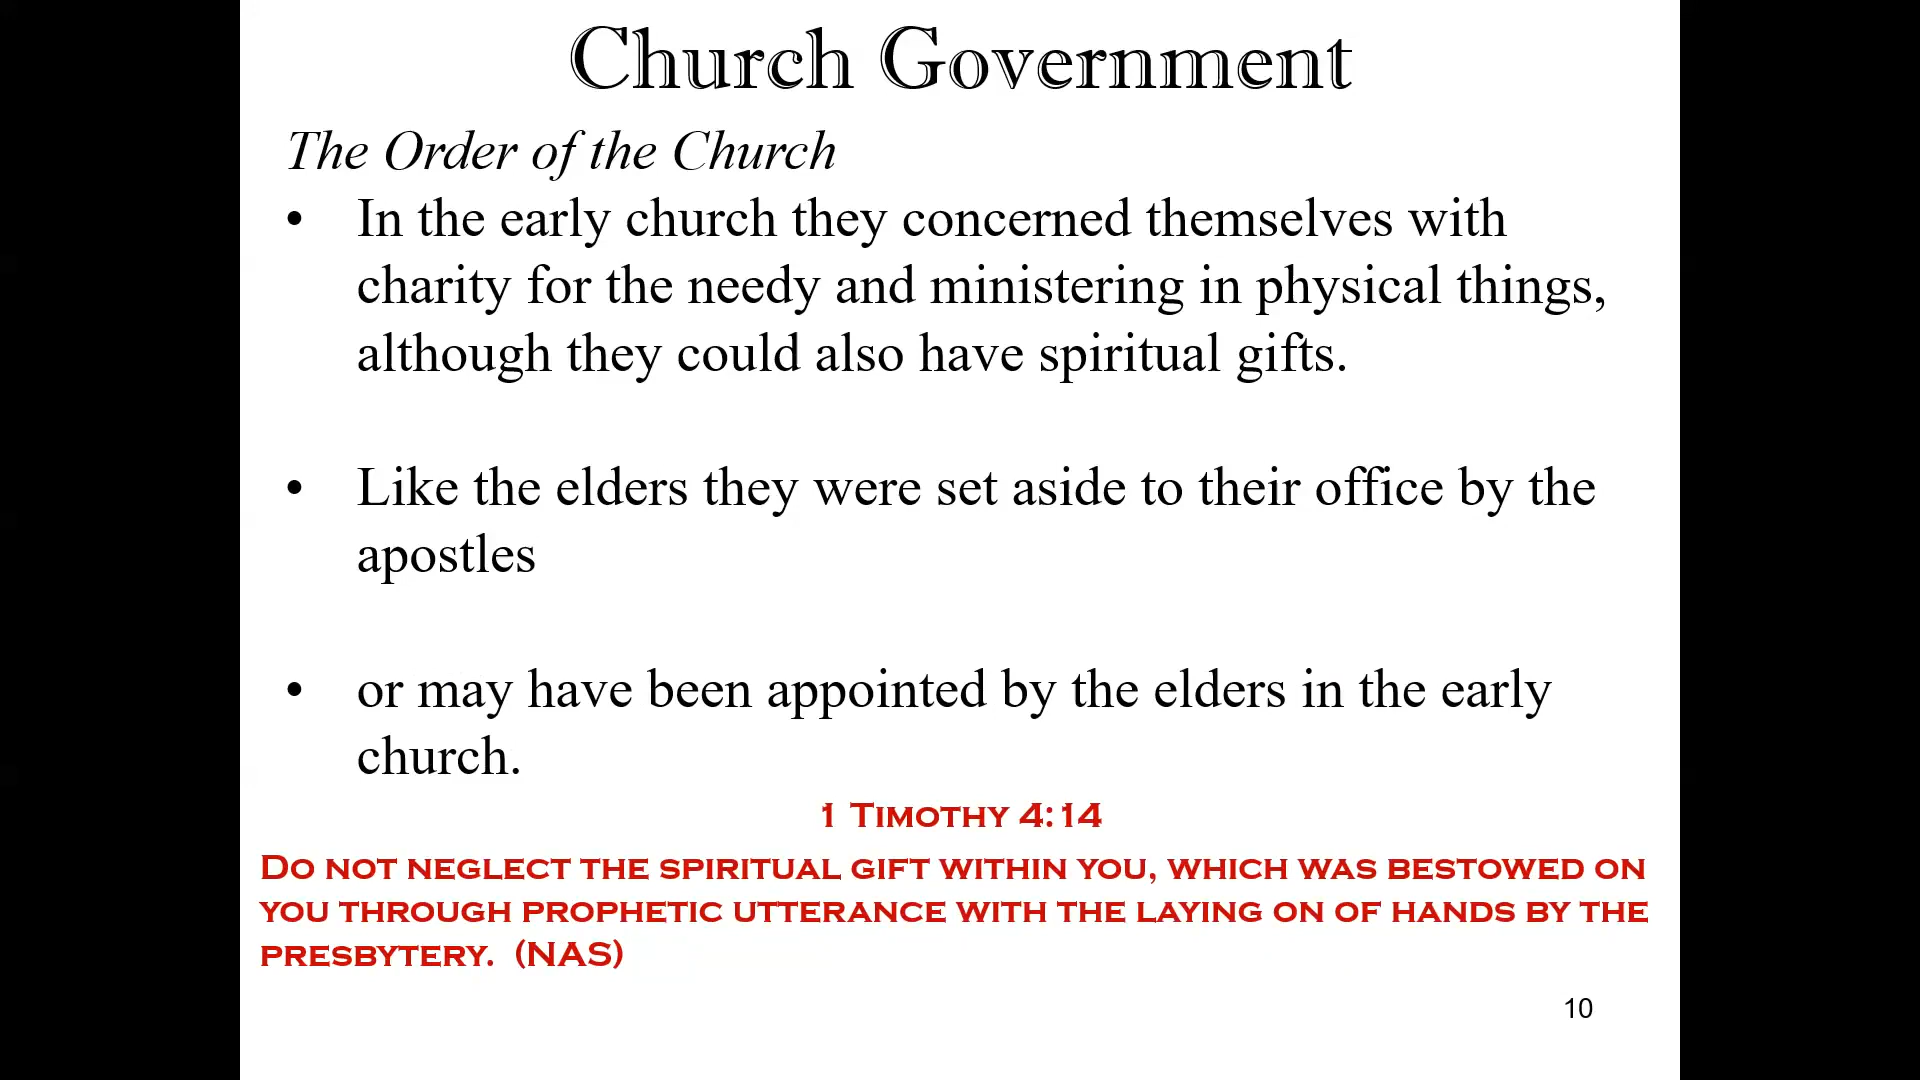 Church Government
The Order of the Church
• In the early church they concerned themselves with
charity for the needy and ministering in physical things,
although they could also have spiritual gifts.
• Like the elders they were set aside to their office by the
apostles
• or may have been appointed by the elders in the early
church.
1 Timothy 4:14
Do not neglect the spiritual gift within you, which was bestowed on
you through prophetic utterance with the laying on of hands by the
presbytery. (NAS)
10